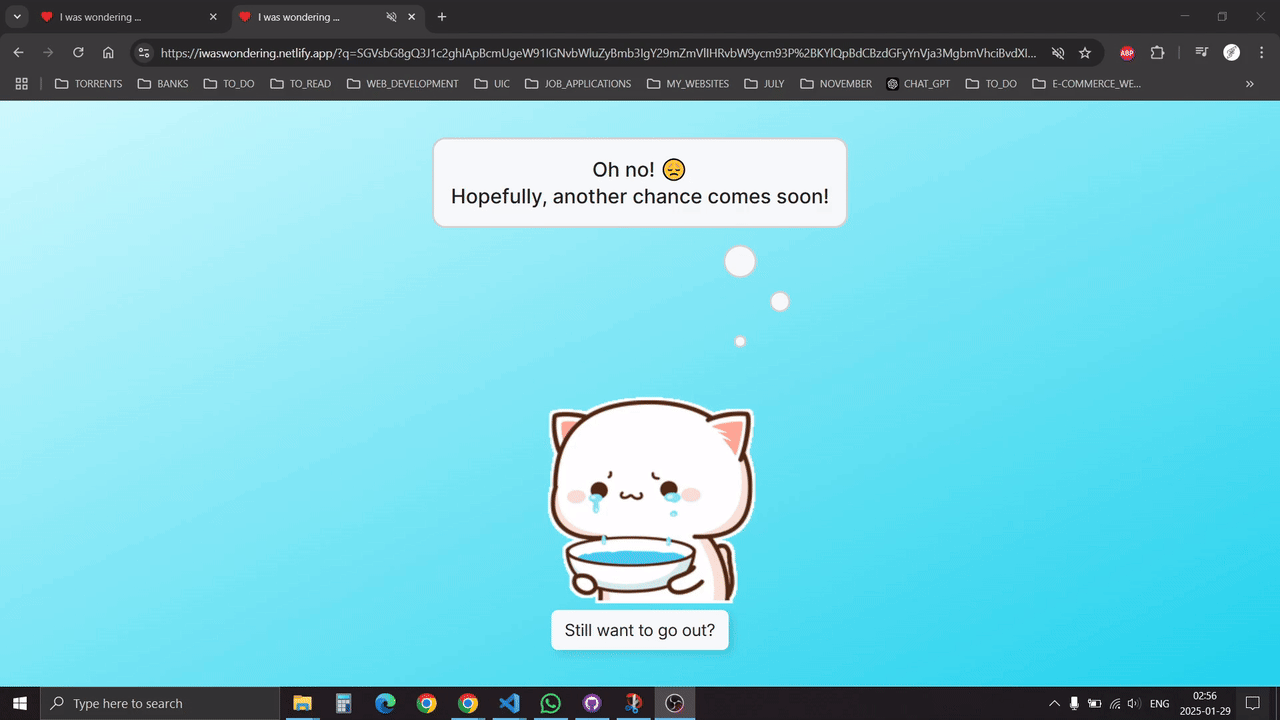 I was wondering ...
I was wondering ...
https://iwaswondering.netlify.app/?q=
ABP
TORRENTS
BANKS
TO_DO
TO_READ
WEB_DEVELOPMENT
UIC
JOB_APPLICATIONS
MY_WEBSITES
JULY
NOVEMBER
CHAT_GPT
TO_DO
E-COMMERCE_WE...
Oh no! 😞
Hopefully, another chance comes soon!
Still want to go out?
Type here to search
ENG
02:56
2025-01-29